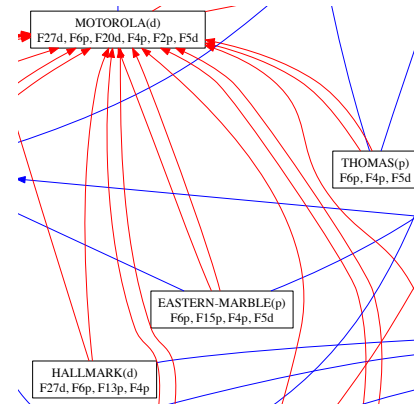 MOTOROLA(d)
F27d, F6p, F20d, F4p, F2p, F5d
THOMAS(p)
F6p, F4p, F5d
EASTERN-MARBLE(p)
F6p, F15p, F4p, F5d
HALLMARK(d)
F27d, F6p, F13p, F4p